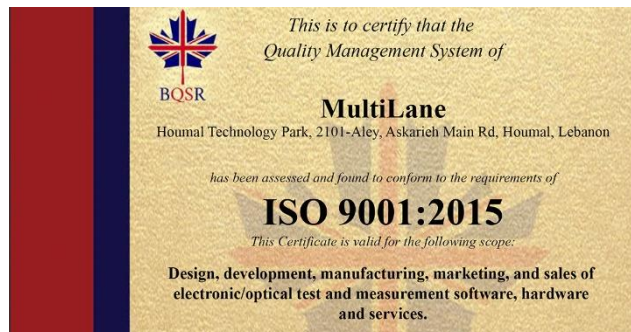 This is to certify that the
Quality Management System of
BQSR
MultiLane
Houmal Technology Park, 2101-Aley, Askarieh Main Rd, Houmal, Lebanon
has been assessed and found to conform to the requirements of
ISO 9001:2015
This Certificate is valid for the following scope:
Design, development, manufacturing, marketing, and sales of
electronic/optical test and measurement software, hardware
and services.